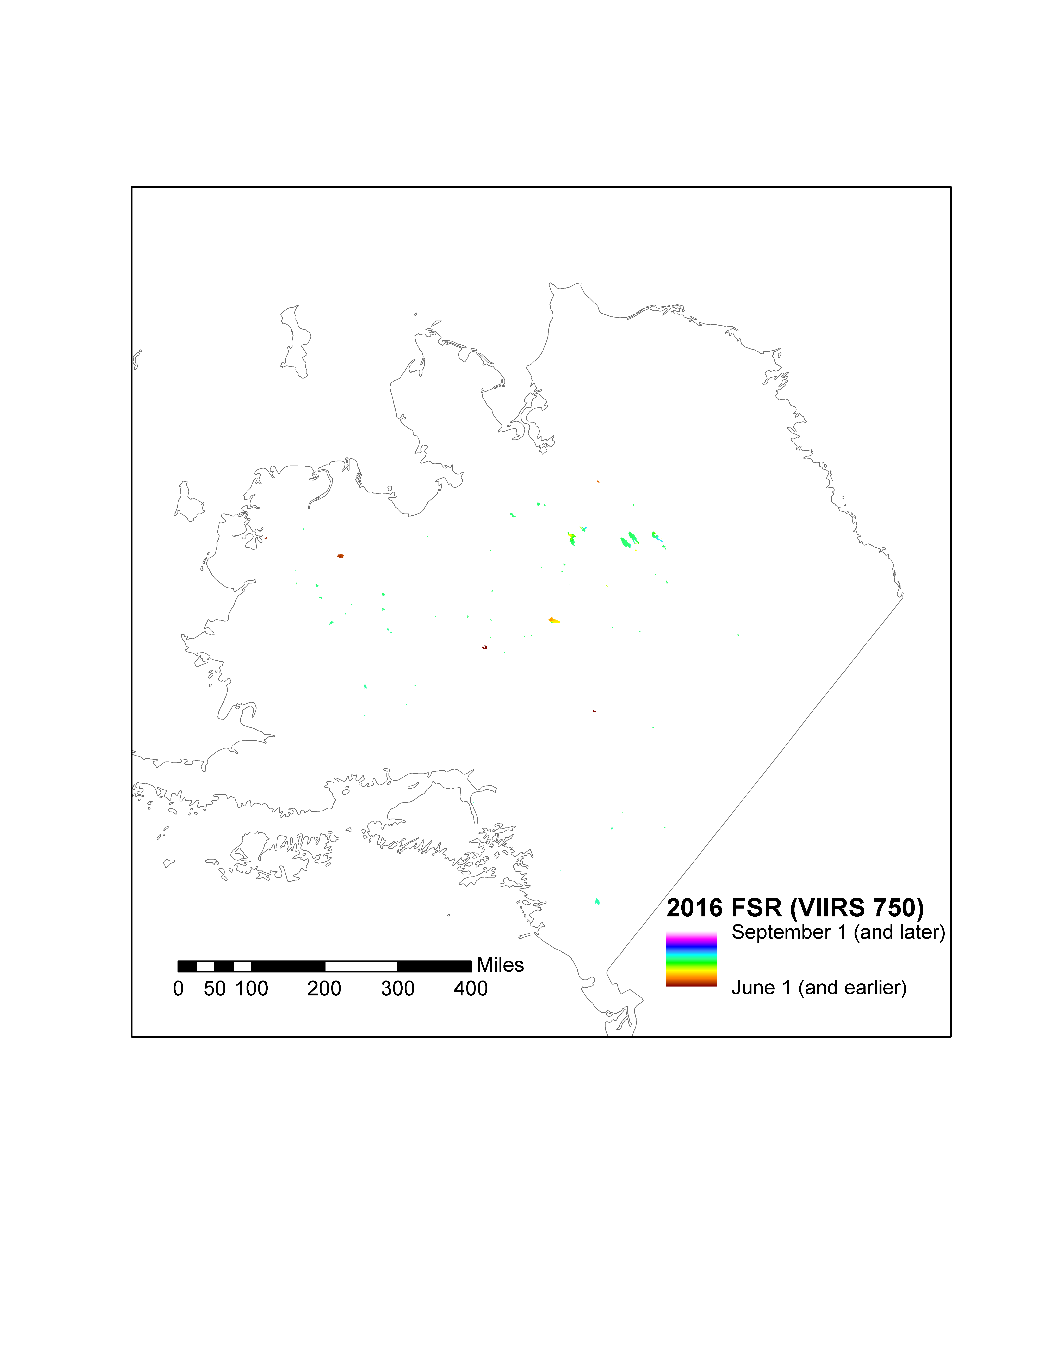 2016 FSR (VIIRS 750)
September 1 (and later)
June 1 (and earlier)
Miles
0 50 100 200 300 400